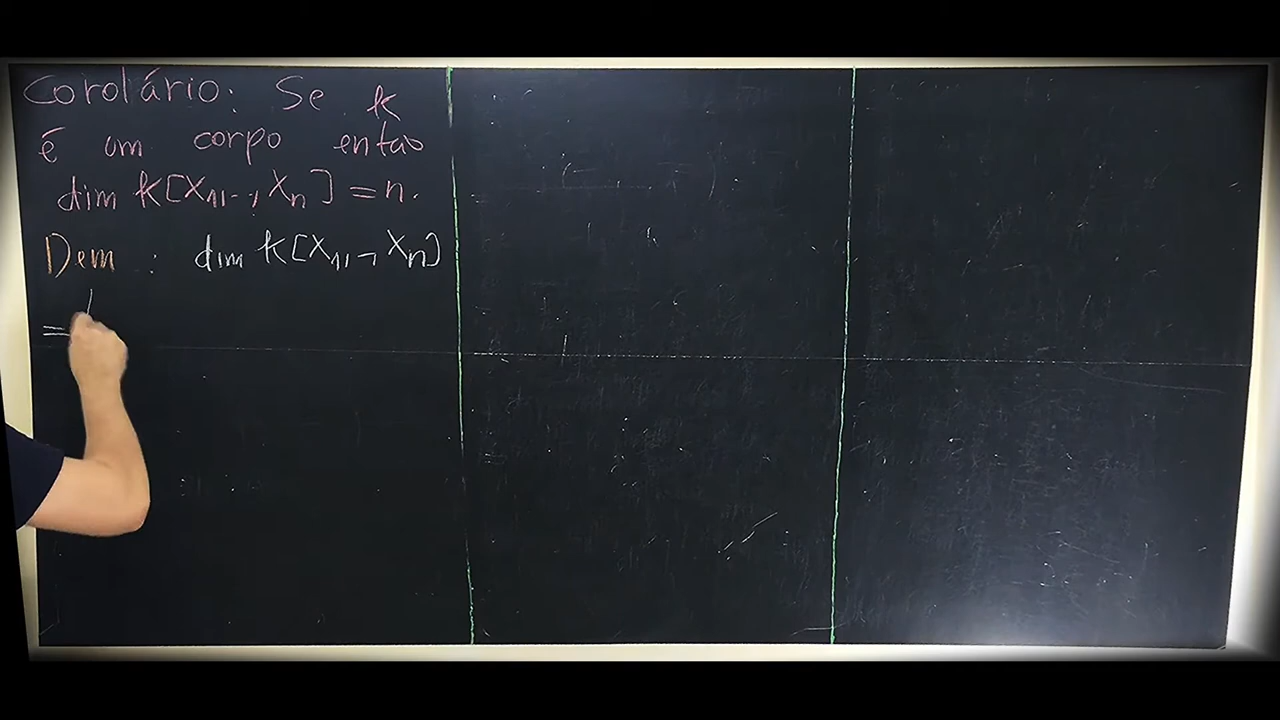 Corolário: Se k
é um corpo então
dim k[X₁,..,Xₙ] = n.
Dem : dim k[X₁,..,Xₙ]
=